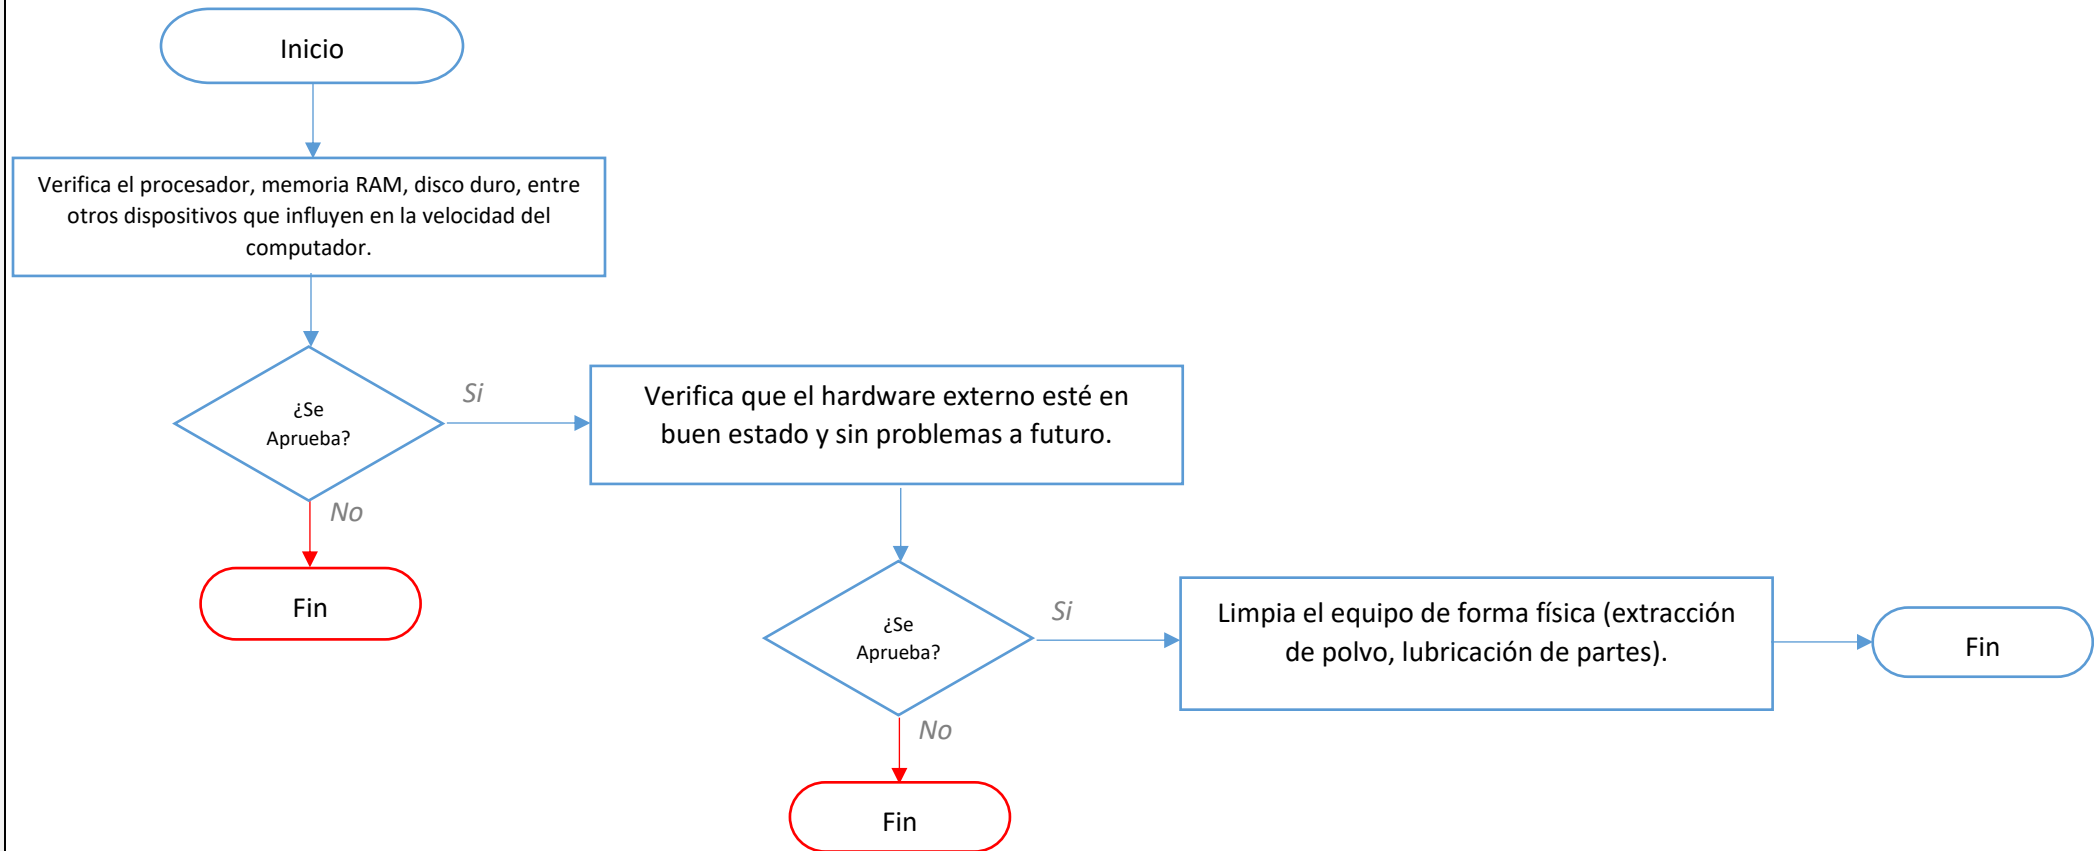 Inicio
Verifica el procesador, memoria RAM, disco duro, entre
otros dispositivos que influyen en la velocidad del
computador.
¿Se
Aprueba?
Si
No
Fin
Verifica que el hardware externo esté en
buen estado y sin problemas a futuro.
¿Se
Aprueba?
Si
No
Fin
Limpia el equipo de forma física (extracción
de polvo, lubricación de partes).
Fin